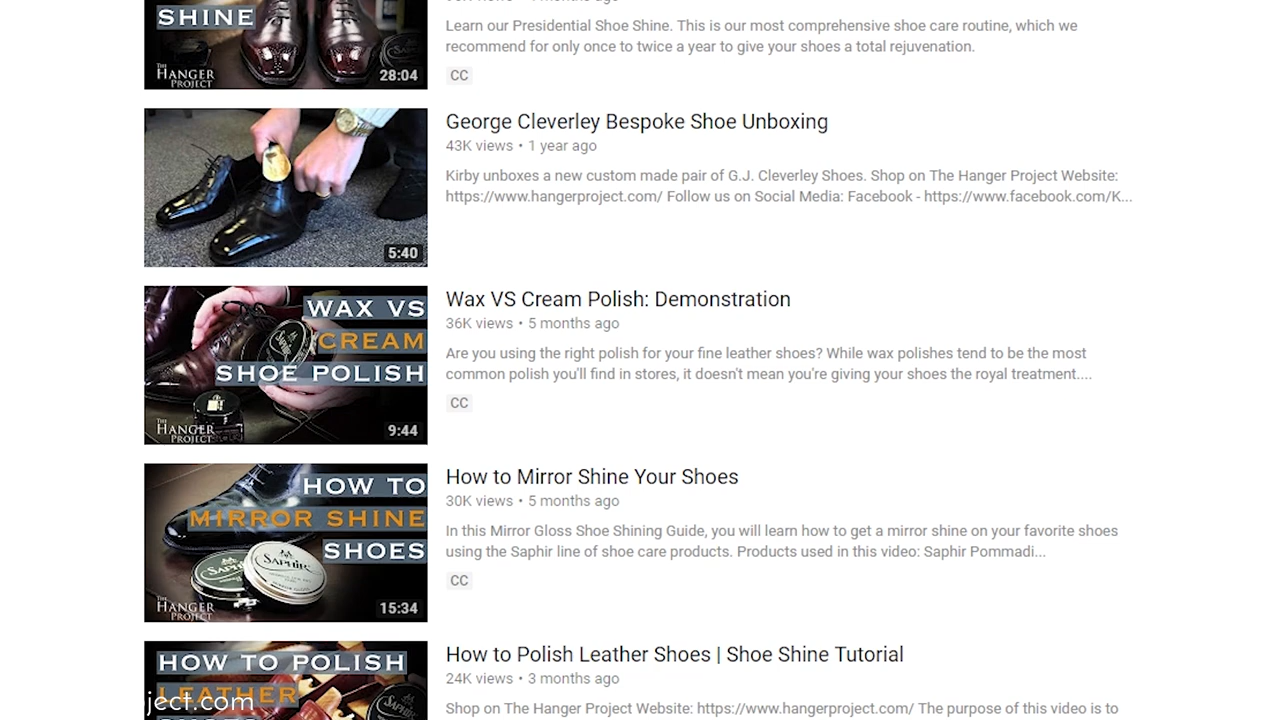 SHINE
THE
HANGER
PROJECT
28:04
Learn our Presidential Shoe Shine. This is our most comprehensive shoe care routine, which we
recommend for only once to twice a year to give your shoes a total rejuvenation.
CC
George Cleverley Bespoke Shoe Unboxing
43K views • 1 year ago
Kirby unboxes a new custom made pair of G.J. Cleverley Shoes. Shop on The Hanger Project Website:
https://www.hangerproject.com/ Follow us on Social Media: Facebook - https://www.facebook.com/K...
5:40
WAX VS
CREAM
SHOE POLISH
SAPHIR
THE
HANGER
PROJECT
9:44
Wax VS Cream Polish: Demonstration
36K views • 5 months ago
Are you using the right polish for your fine leather shoes? While wax polishes tend to be the most
common polish you'll find in stores, it doesn't mean you're giving your shoes the royal treatment....
CC
HOW TO
MIRROR SHINE
SHOES
SAPHIR
SAPHIR
THE
HANGER
PROJECT
15:34
How to Mirror Shine Your Shoes
30K views • 5 months ago
In this Mirror Gloss Shoe Shining Guide, you will learn how to get a mirror shine on your favorite shoes
using the Saphir line of shoe care products. Products used in this video: Saphir Pommadi...
CC
HOW TO POLISH
LEATHER
ject.com
How to Polish Leather Shoes | Shoe Shine Tutorial
24K views • 3 months ago
Shop on The Hanger Project Website: https://www.hangerproject.com/ The purpose of this video is to